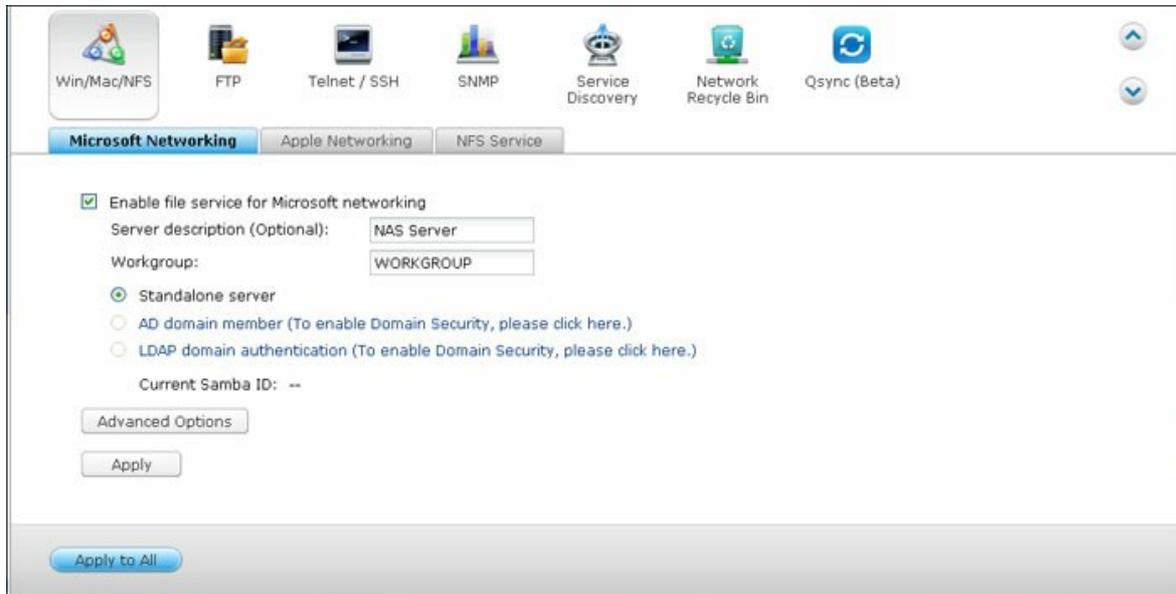 Win/Mac/NFS
FTP
Telnet / SSH
SNMP
Service
Discovery
Network
Recycle Bin
Qsync (Beta)
Microsoft Networking
Apple Networking
NFS Service
Enable file service for Microsoft networking
Server description (Optional): NAS Server
Workgroup: WORKGROUP
Standalone server
AD domain member (To enable Domain Security, please click here.)
LDAP domain authentication (To enable Domain Security, please click here.)
Current Samba ID: --
Advanced Options
Apply
Apply to All